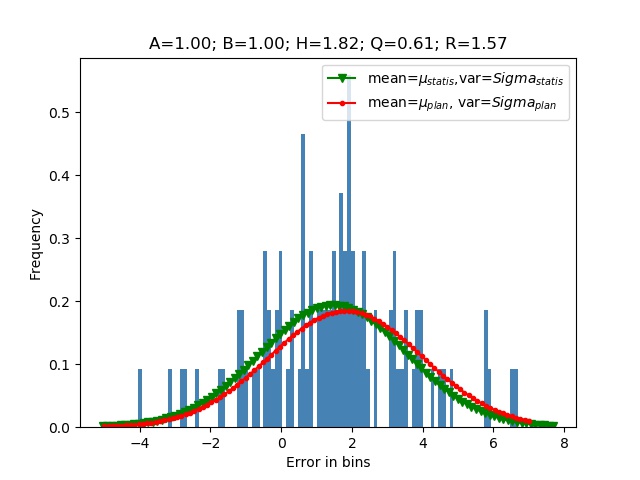 A=1.00; B=1.00; H=1.82; Q=0.61; R=1.57
mean=μstatis,var=Sigmastatis
mean=μplan, var=Sigmaplan
0.5
0.4
0.3
0.2
0.1
0.0
Frequency
−4 −2 0 2 4 6 8
Error in bins